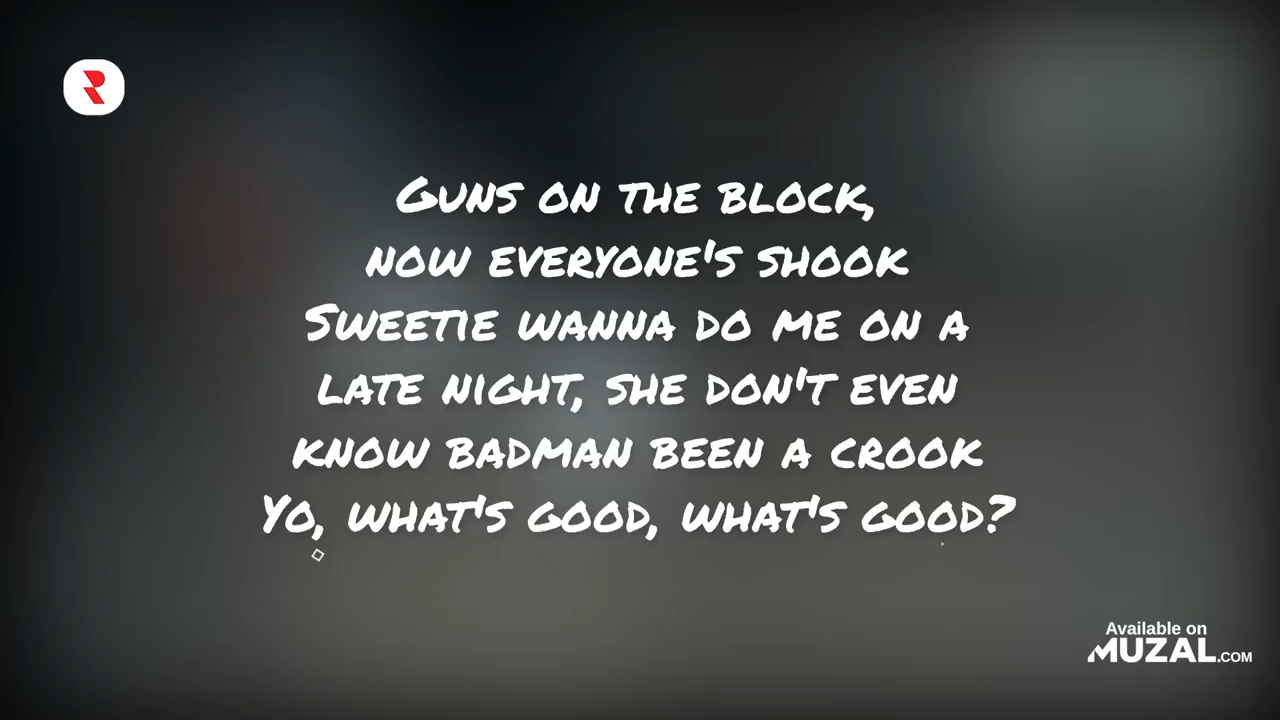 Guns on the block,
now everyone's shook
Sweetie wanna do me on a
late night, she don't even
know badman been a crook
Yo, what's good, what's good?
Available on
MUZAL.COM